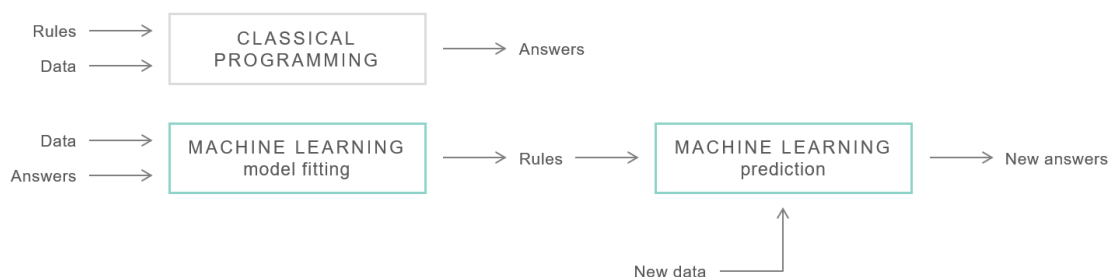 Rules
Data
CLASSICAL
PROGRAMMING
Answers
Data
Answers
MACHINE LEARNING
model fitting
Rules
MACHINE LEARNING
prediction
New answers
New data